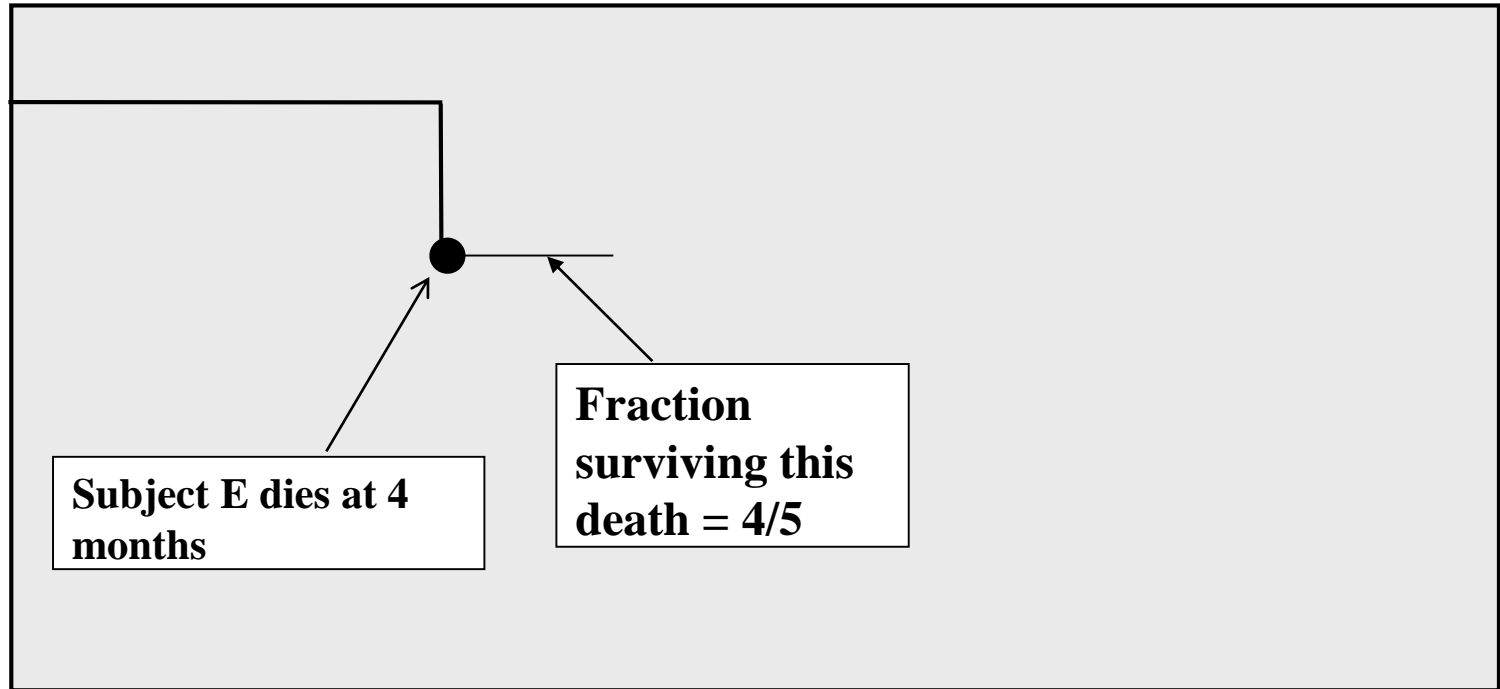 Fraction
surviving this
death = 4/5
Subject E dies at 4
months